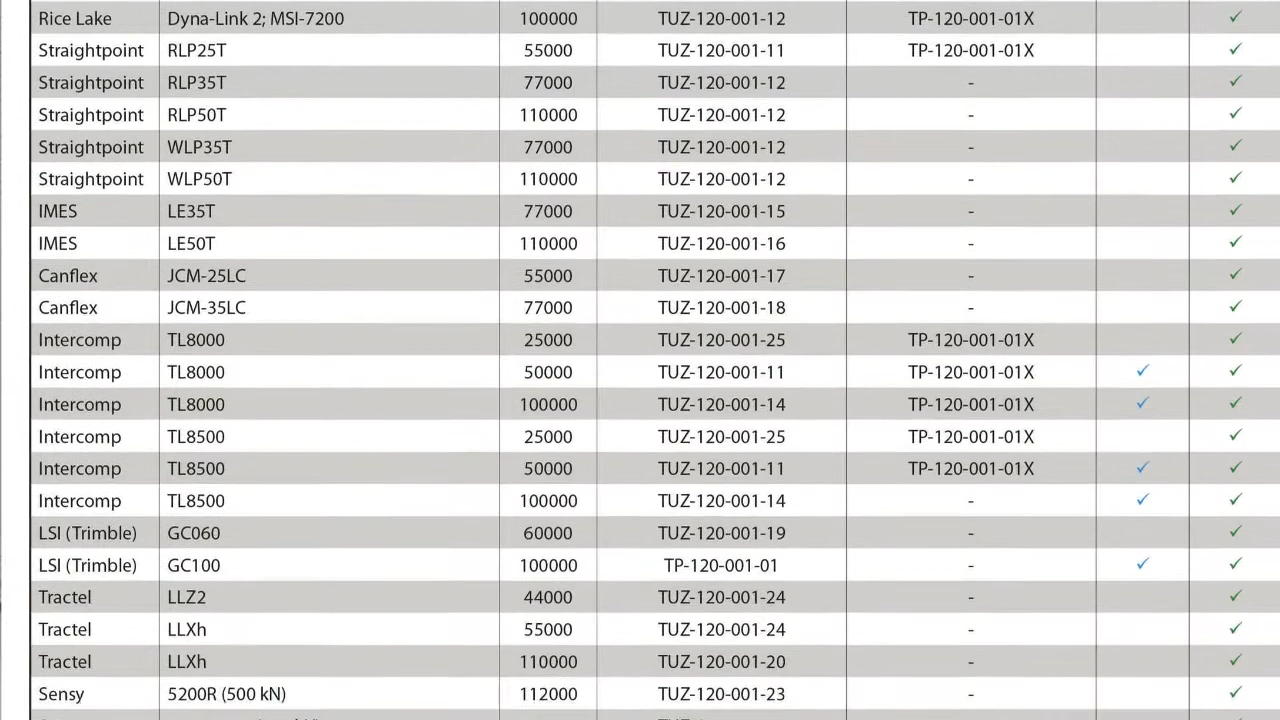 Rice Lake Dyna-Link 2; MSI-7200 100000 TUZ-120-001-12 TP-120-001-01X ✓
Straightpoint RLP25T 55000 TUZ-120-001-11 TP-120-001-01X ✓
Straightpoint RLP35T 77000 TUZ-120-001-12 - ✓
Straightpoint RLP50T 110000 TUZ-120-001-12 - ✓
Straightpoint WLP35T 77000 TUZ-120-001-12 - ✓
Straightpoint WLP50T 110000 TUZ-120-001-12 - ✓
IMES LE35T 77000 TUZ-120-001-15 - ✓
IMES LE50T 110000 TUZ-120-001-16 - ✓
Canflex JCM-25LC 55000 TUZ-120-001-17 - ✓
Canflex JCM-35LC 77000 TUZ-120-001-18 - ✓
Intercomp TL8000 25000 TUZ-120-001-25 TP-120-001-01X ✓
Intercomp TL8000 50000 TUZ-120-001-11 TP-120-001-01X ✓ ✓
Intercomp TL8000 100000 TUZ-120-001-14 TP-120-001-01X ✓ ✓
Intercomp TL8500 25000 TUZ-120-001-25 TP-120-001-01X ✓
Intercomp TL8500 50000 TUZ-120-001-11 TP-120-001-01X ✓ ✓
Intercomp TL8500 100000 TUZ-120-001-14 - ✓ ✓
LSI (Trimble) GC060 60000 TUZ-120-001-19 - ✓
LSI (Trimble) GC100 100000 TP-120-001-01 - ✓ ✓
Tractel LLZ2 44000 TUZ-120-001-24 - ✓
Tractel LLXh 55000 TUZ-120-001-24 - ✓
Tractel LLXh 110000 TUZ-120-001-20 - ✓
Sensy 5200R (500 kN) 112000 TUZ-120-001-23 - ✓